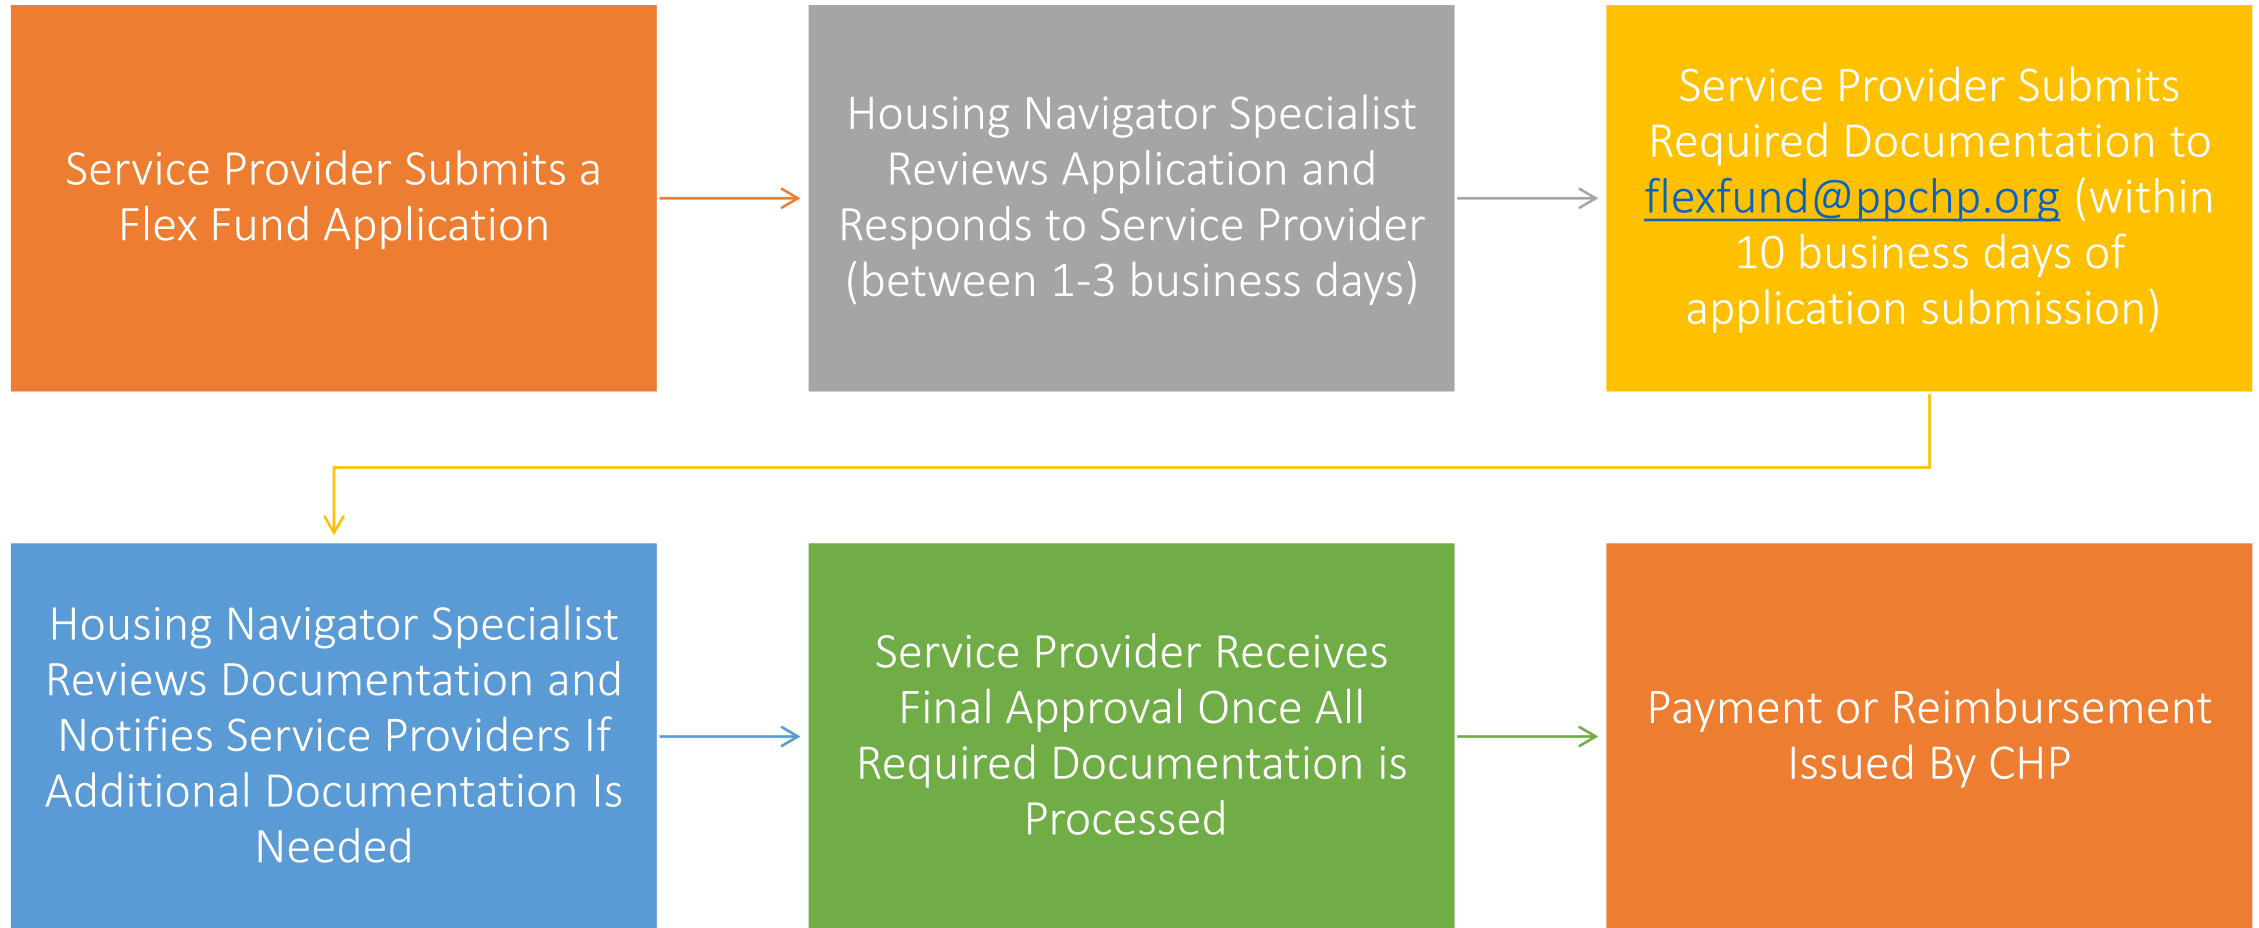 Service Provider Submits a
Flex Fund Application
Housing Navigator Specialist
Reviews Application and
Responds to Service Provider
(between 1-3 business days)
Service Provider Submits
Required Documentation to
flexfund@ppchp.org (within
10 business days of
application submission)
Housing Navigator Specialist
Reviews Documentation and
Notifies Service Providers If
Additional Documentation Is
Needed
Service Provider Receives
Final Approval Once All
Required Documentation is
Processed
Payment or Reimbursement
Issued By CHP